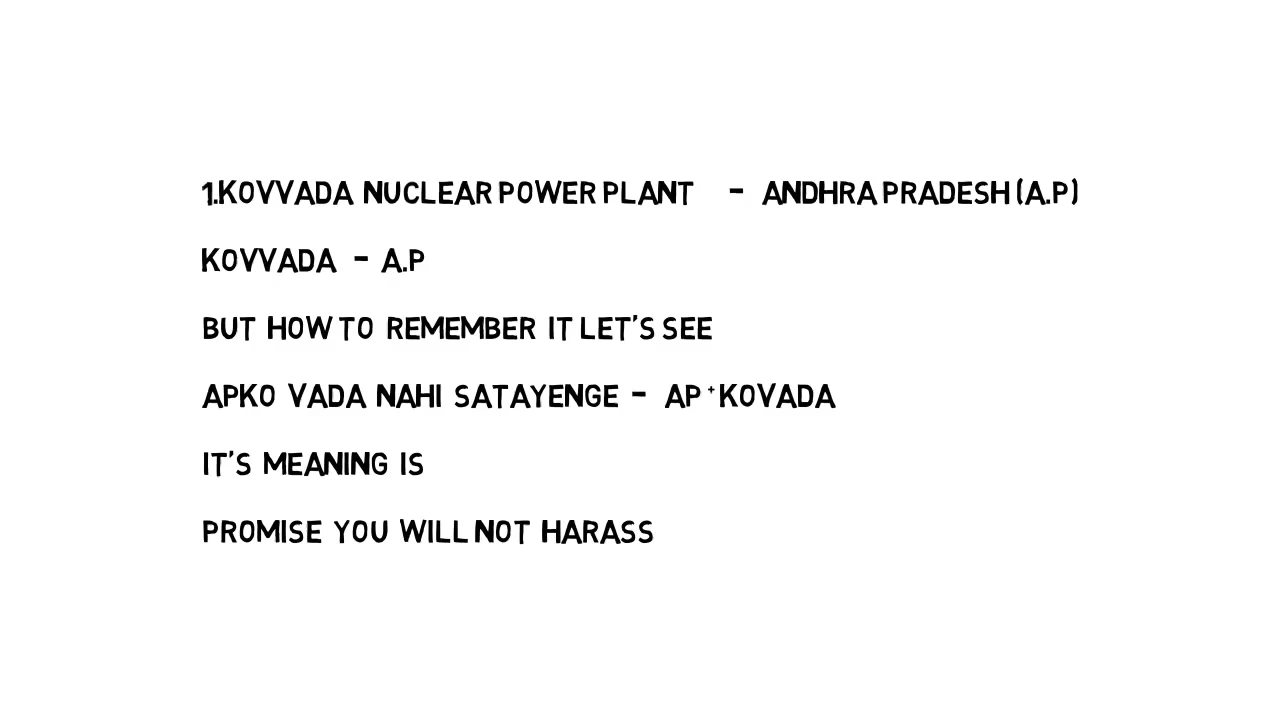 1.KOVVADA NUCLEAR POWER PLANT - ANDHRA PRADESH (A.P)
KOVVADA - A.P
BUT HOW TO REMEMBER IT LET'S SEE
APKO VADA NAHI SATAYENGE - AP + KOVADA
IT'S MEANING IS
PROMISE YOU WILL NOT HARASS